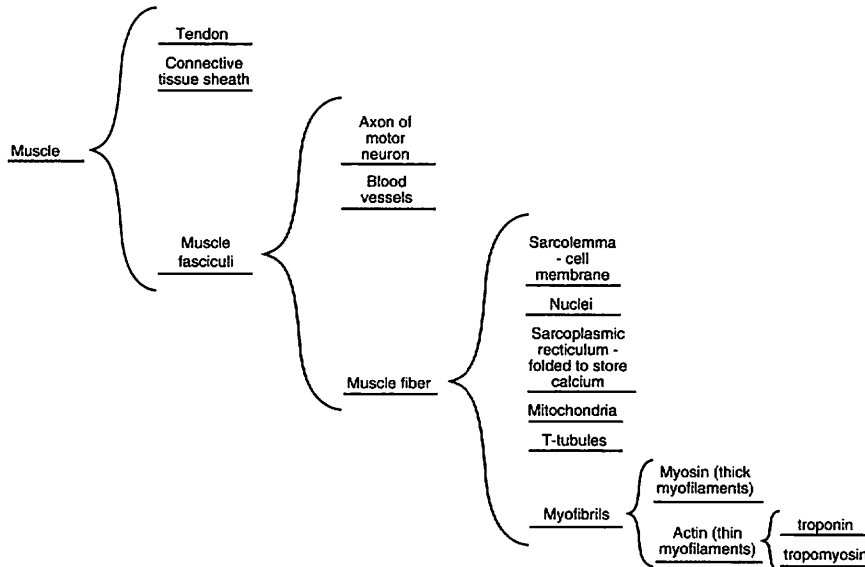 Tendon
Connective
tissue sheath
Muscle
Muscle
fasciculi
Axon of
motor
neuron
Blood
vessels
Muscle fiber
Sarcolemma
- cell
membrane
Nuclei
Sarcoplasmic
recticulum -
folded to store
calcium
Mitochondria
T-tubules
Myofibrils
Myosin (thick
myofilaments)
Actin (thin
myofilaments)
troponin
tropomyosin